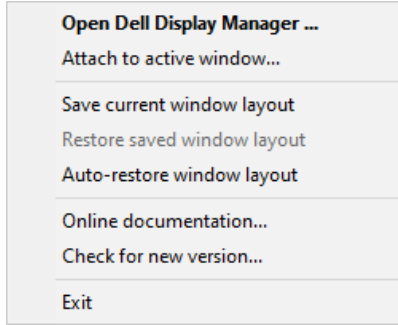 Open Dell Display Manager ...
Attach to active window...
Save current window layout
Restore saved window layout
Auto-restore window layout
Online documentation...
Check for new version...
Exit